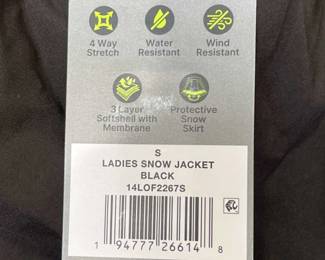 4 Way Stretch
Water Resistant
Wind Resistant
3 Layer Softshell with Membrane
Protective Snow Skirt
S
LADIES SNOW JACKET
BLACK
14LOF2267S
1 94777 26614 8